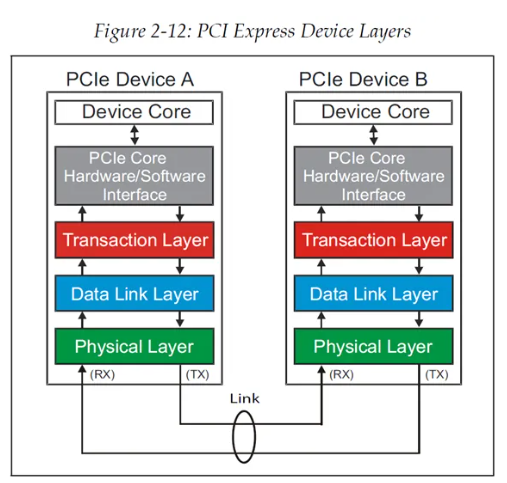 Figure 2-12: PCI Express Device Layers
PCIe Device A
Device Core
PCIe Core
Hardware/Software
Interface
Transaction Layer
Data Link Layer
Physical Layer
(RX)
(TX)
PCIe Device B
Device Core
PCIe Core
Hardware/Software
Interface
Transaction Layer
Data Link Layer
Physical Layer
(RX)
(TX)
Link